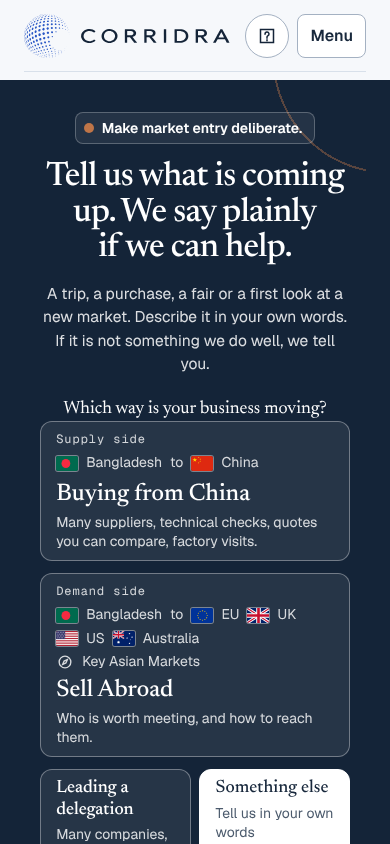 CORRIDRA
Menu
Make market entry deliberate.
Tell us what is coming
up. We say plainly
if we can help.
A trip, a purchase, a fair or a first look at a
new market. Describe it in your own words.
If it is not something we do well, we tell
you.
Which way is your business moving?
Supply side
Bangladesh to China
Buying from China
Many suppliers, technical checks, quotes
you can compare, factory visits.
Demand side
Bangladesh to EU UK
US Australia
Key Asian Markets
Sell Abroad
Who is worth meeting, and how to reach
them.
Leading a
delegation
Many companies,
Something else
Tell us in your own
words